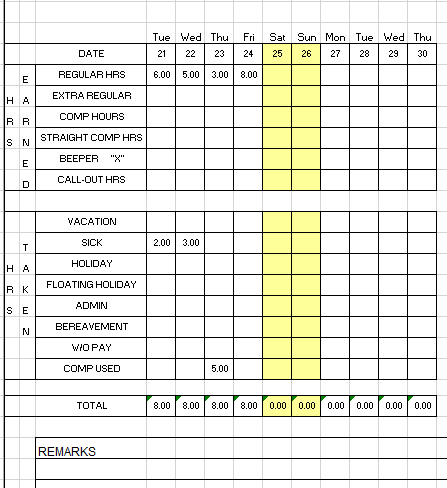 Tue Wed Thu Fri Sat Sun Mon Tue Wed Thu
DATE 21 22 23 24 25 26 27 28 29 30
HRS EARNED
REGULAR HRS 6.00 5.00 3.00 8.00
EXTRA REGULAR
COMP HOURS
STRAIGHT COMP HRS
BEEPER "X"
CALL-OUT HRS
HRS TAKEN
VACATION
SICK 2.00 3.00
HOLIDAY
FLOATING HOLIDAY
ADMIN
BEREAVEMENT
W/O PAY
COMP USED 5.00
TOTAL 8.00 8.00 8.00 8.00 0.00 0.00 0.00 0.00 0.00 0.00
REMARKS